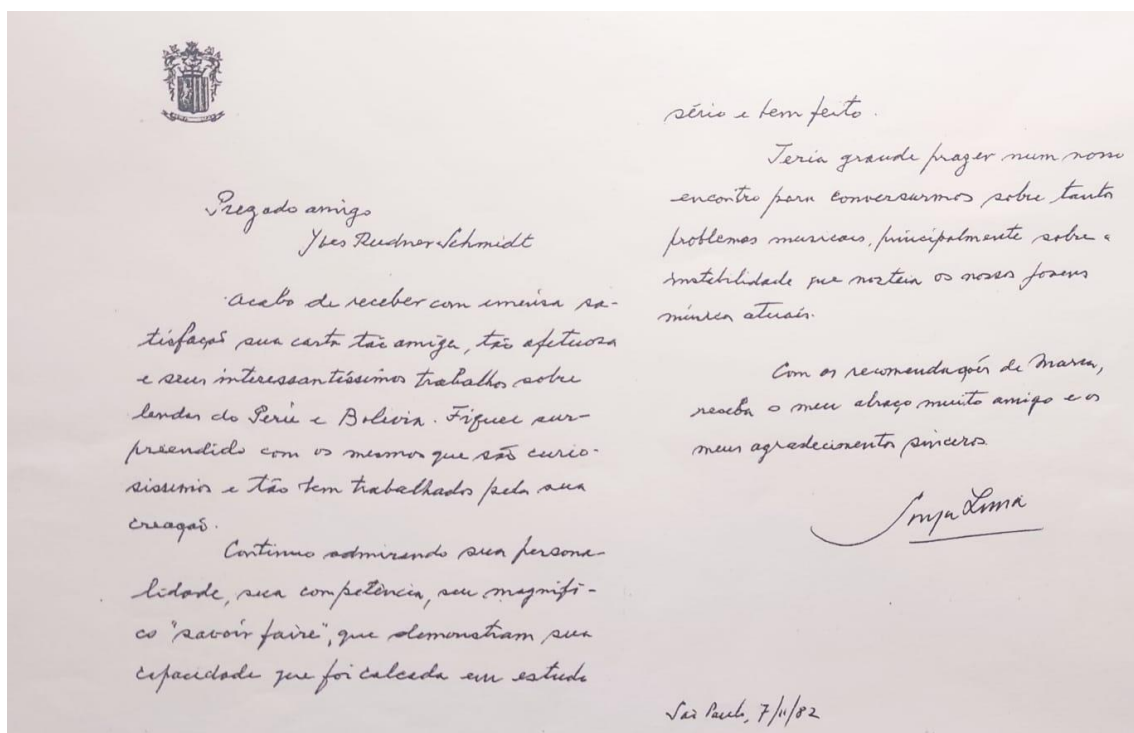 Prezado amigo
Yves Rudner Schmidt
Acabo de receber com imensa sa-
tisfação sua carta tão amiga, tão afetuosa
e seus interessantíssimos trabalhos sobre
lendas do Perú e Bolivia. Fiquei sur-
preendido com os mesmos que são curio-
sissimos e tão bem trabalhados pela sua
creação.
Continuo admirando sua persona-
lidade, sua competência, seu magnífi-
co "savoir faire", que demonstram sua
capacidade que foi calcada em estudo
sério e bem feito.
Teria grande prazer num nosso
encontro para conversarmos sobre tantos
problemas musicais, principalmente sobre a
instabilidade que norteia os nossos jovens
atuais.
Com as recomendações de
receba o meu abraço muito amigo e os
meus agradecimentos sinceros
Souza Lima
São Paulo, 7/11/82